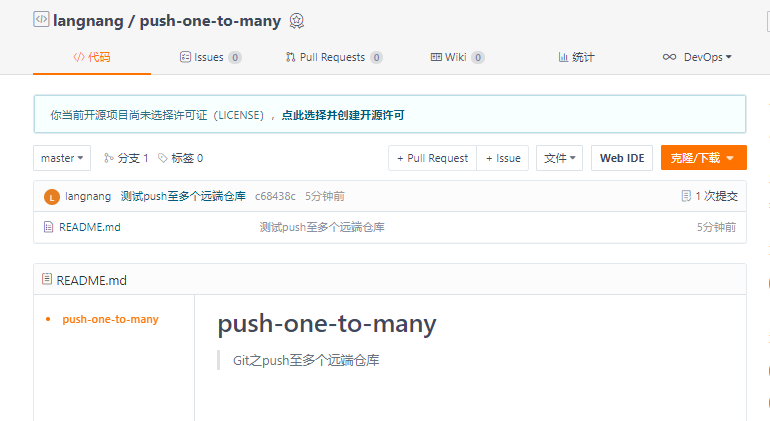 langnang / push-one-to-many
代码 Issues 0 Pull Requests 0 Wiki 0 统计 DevOps
你当前开源项目尚未选择许可证（LICENSE），点此选择并创建开源许可
master 分支 1 标签 0 + Pull Request + Issue 文件 Web IDE 克隆/下载
L langnang 测试push至多个远端仓库 c68438c 5分钟前 1 次提交
README.md 测试push至多个远端仓库 5分钟前
README.md
push-one-to-many
push-one-to-many
Git之push至多个远端仓库